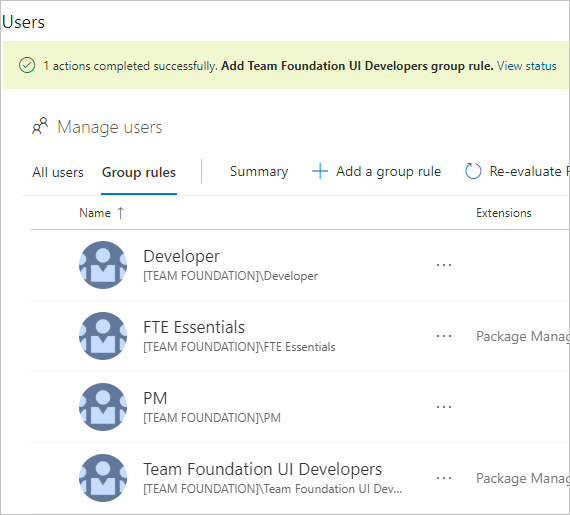 Users
1 actions completed successfully. Add Team Foundation UI Developers group rule. View status
Manage users
All users Group rules Summary + Add a group rule Re-evaluate
Name ↑ Extensions
Developer
[TEAM FOUNDATION]\Developer
...
FTE Essentials
[TEAM FOUNDATION]\FTE Essentials
... Package Manag
PM
[TEAM FOUNDATION]\PM
...
Team Foundation UI Developers
[TEAM FOUNDATION]\Team Foundation UI Dev...
... Package Manag